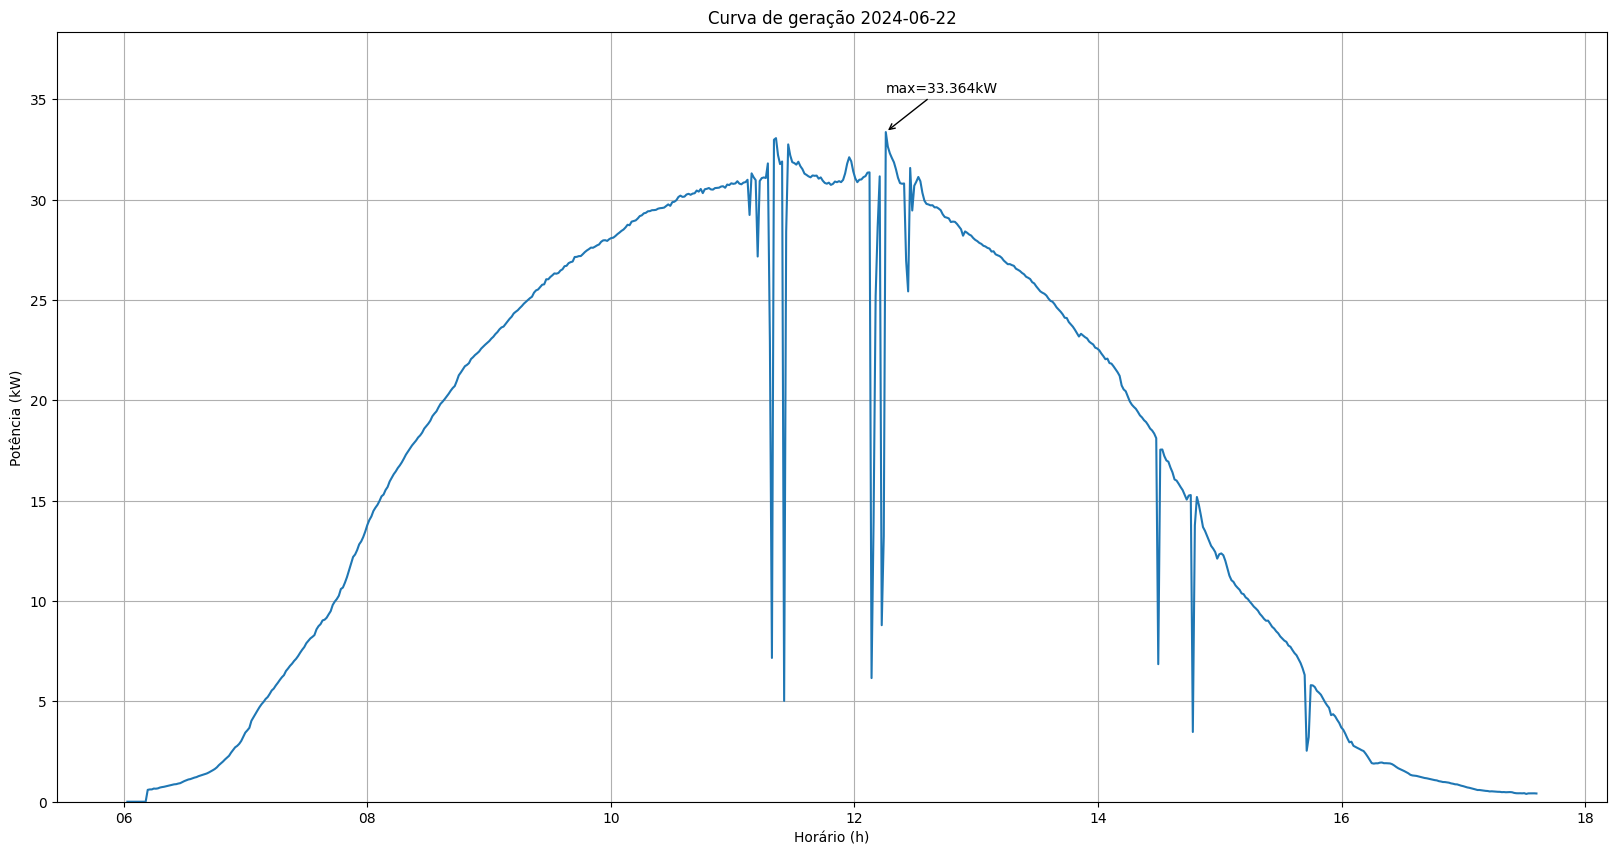 Curva de geração 2024-06-22
max=33.364kW
35
30
25
20
15
10
5
0
Potência (kW)
06 08 10 12 14 16 18
Horário (h)